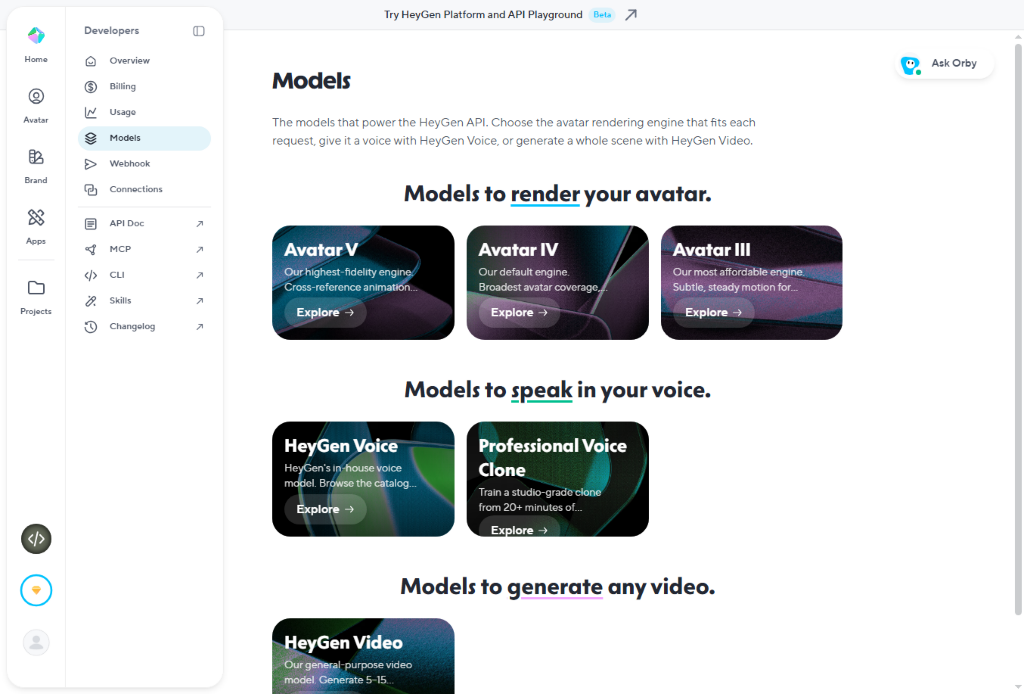 Try HeyGen Platform and API Playground Beta
Home
Avatar
Brand
Apps
Projects
Developers
Overview
Billing
Usage
Models
Webhook
Connections
API Doc
MCP
CLI
Skills
Changelog
Ask Orby
Models
The models that power the HeyGen API. Choose the avatar rendering engine that fits each
request, give it a voice with HeyGen Voice, or generate a whole scene with HeyGen Video.
Models to render your avatar.
Avatar V
Our highest-fidelity engine.
Cross-reference animation...
Explore →
Avatar IV
Our default engine.
Broadest avatar coverage,...
Explore →
Avatar III
Our most affordable engine.
Subtle, steady motion for...
Explore →
Models to speak in your voice.
HeyGen Voice
HeyGen's in-house voice
model. Browse the catalog...
Explore →
Professional Voice
Clone
Train a studio-grade clone
from 20+ minutes of...
Explore →
Models to generate any video.
HeyGen Video
Our general-purpose video
model. Generate 5-15...